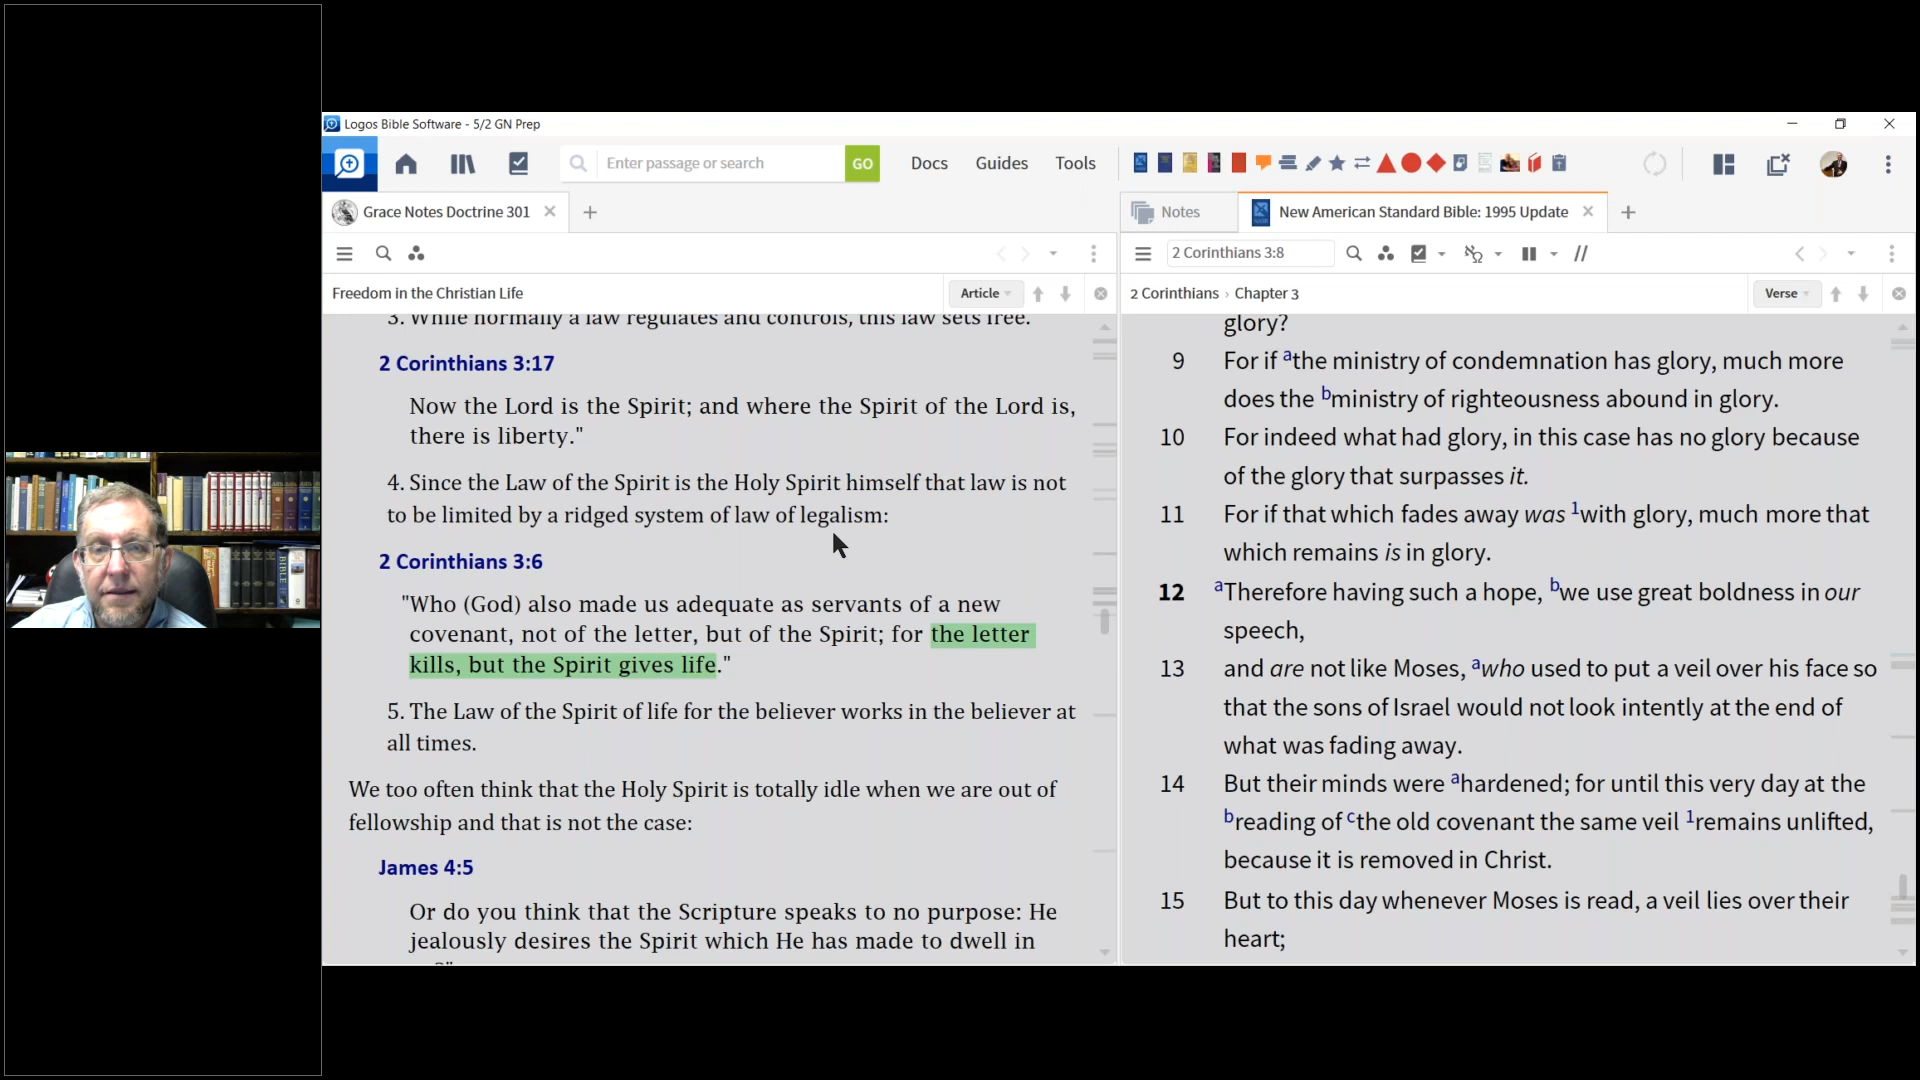 Logos Bible Software - 5/2 GN Prep
Enter passage or search
GO
Docs
Guides
Tools
Grace Notes Doctrine 301
Freedom in the Christian Life
Article
3. While normally a law regulates and controls, this law sets free.
2 Corinthians 3:17
Now the Lord is the Spirit; and where the Spirit of the Lord is,
there is liberty."
4. Since the Law of the Spirit is the Holy Spirit himself that law is not
to be limited by a ridged system of law of legalism:
2 Corinthians 3:6
"Who (God) also made us adequate as servants of a new
covenant, not of the letter, but of the Spirit; for the letter
kills, but the Spirit gives life."
5. The Law of the Spirit of life for the believer works in the believer at
all times.
We too often think that the Holy Spirit is totally idle when we are out of
fellowship and that is not the case:
James 4:5
Or do you think that the Scripture speaks to no purpose: He
jealously desires the Spirit which He has made to dwell in
Notes
New American Standard Bible: 1995 Update
2 Corinthians 3:8
2 Corinthians › Chapter 3
Verse
glory?
9 For if athe ministry of condemnation has glory, much more
does the bministry of righteousness abound in glory.
10 For indeed what had glory, in this case has no glory because
of the glory that surpasses it.
11 For if that which fades away was 1with glory, much more that
which remains is in glory.
12 aTherefore having such a hope, bwe use great boldness in our
speech,
13 and are not like Moses, awho used to put a veil over his face so
that the sons of Israel would not look intently at the end of
what was fading away.
14 But their minds were ahardened; for until this very day at the
breading of cthe old covenant the same veil 1remains unlifted,
because it is removed in Christ.
15 But to this day whenever Moses is read, a veil lies over their
heart;
BIBLE